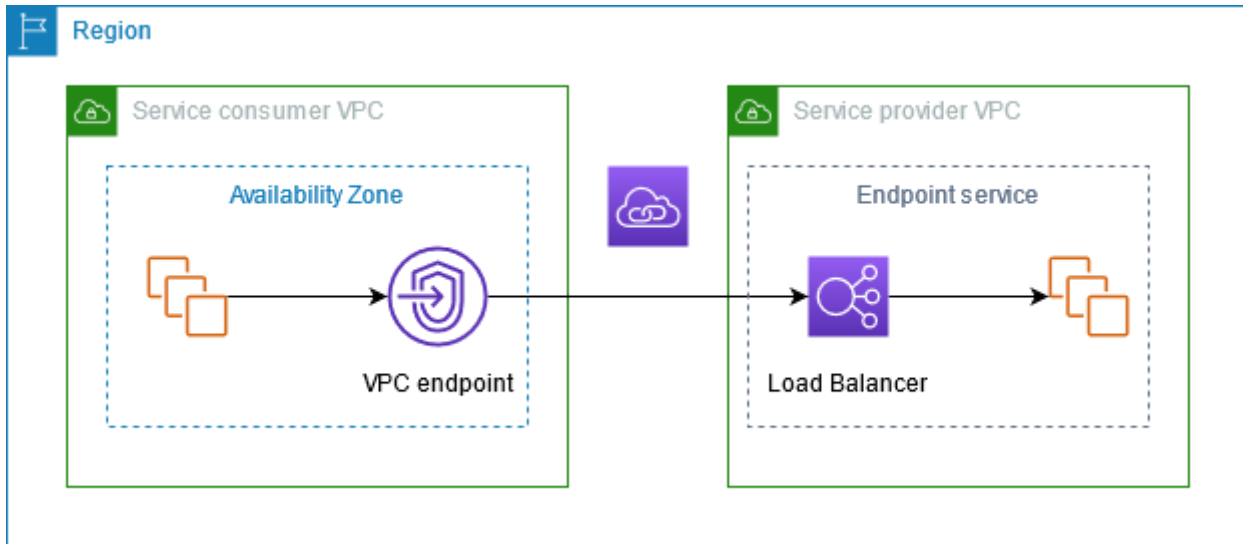 Region
Service consumer VPC
Service provider VPC
Availability Zone
Endpoint service
VPC endpoint
Load Balancer